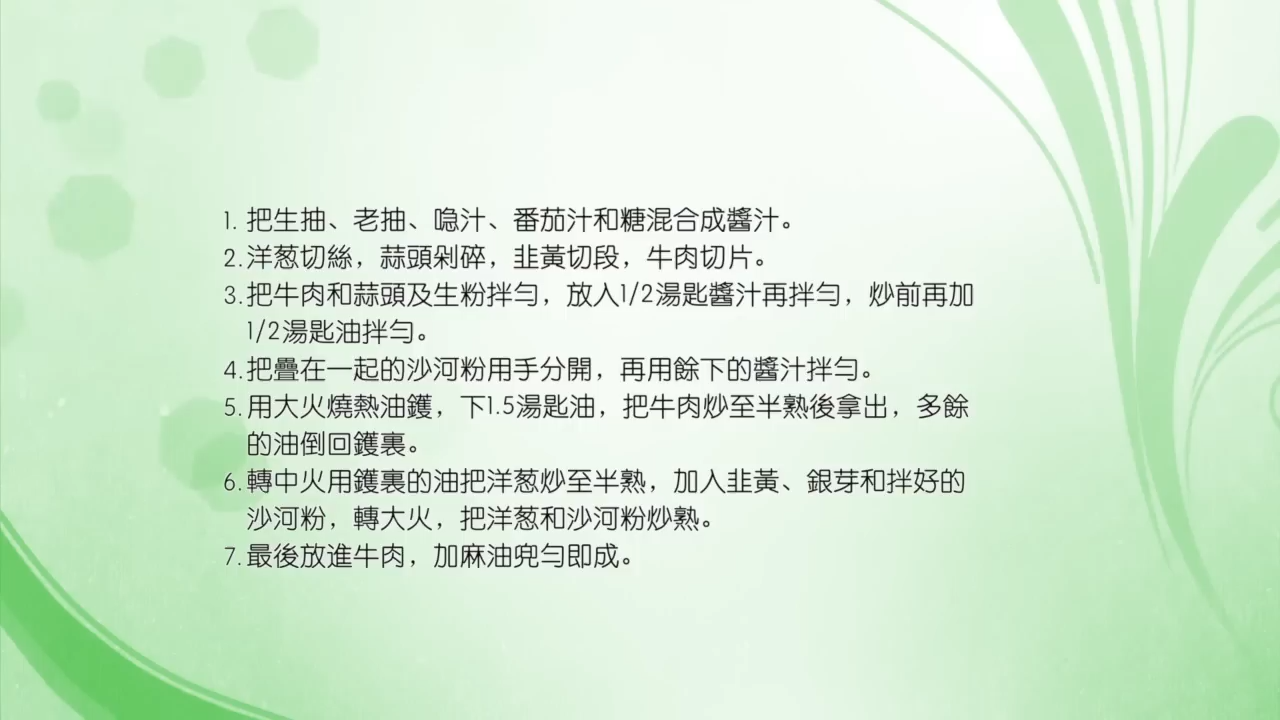 1. 把生抽、老抽、喼汁、番茄汁和糖混合成醬汁。
2. 洋葱切絲，蒜頭剁碎，韭黃切段，牛肉切片。
3. 把牛肉和蒜頭及生粉拌勻，放入1/2湯匙醬汁再拌勻，炒前再加
1/2湯匙油拌勻。
4. 把疊在一起的沙河粉用手分開，再用餘下的醬汁拌勻。
5. 用大火燒熱油鑊，下1.5湯匙油，把牛肉炒至半熟後拿出，多餘
的油倒回鑊裏。
6. 轉中火用鑊裏的油把洋葱炒至半熟，加入韭黃、銀芽和拌好的
沙河粉，轉大火，把洋葱和沙河粉炒熟。
7. 最後放進牛肉，加麻油兜勻即成。